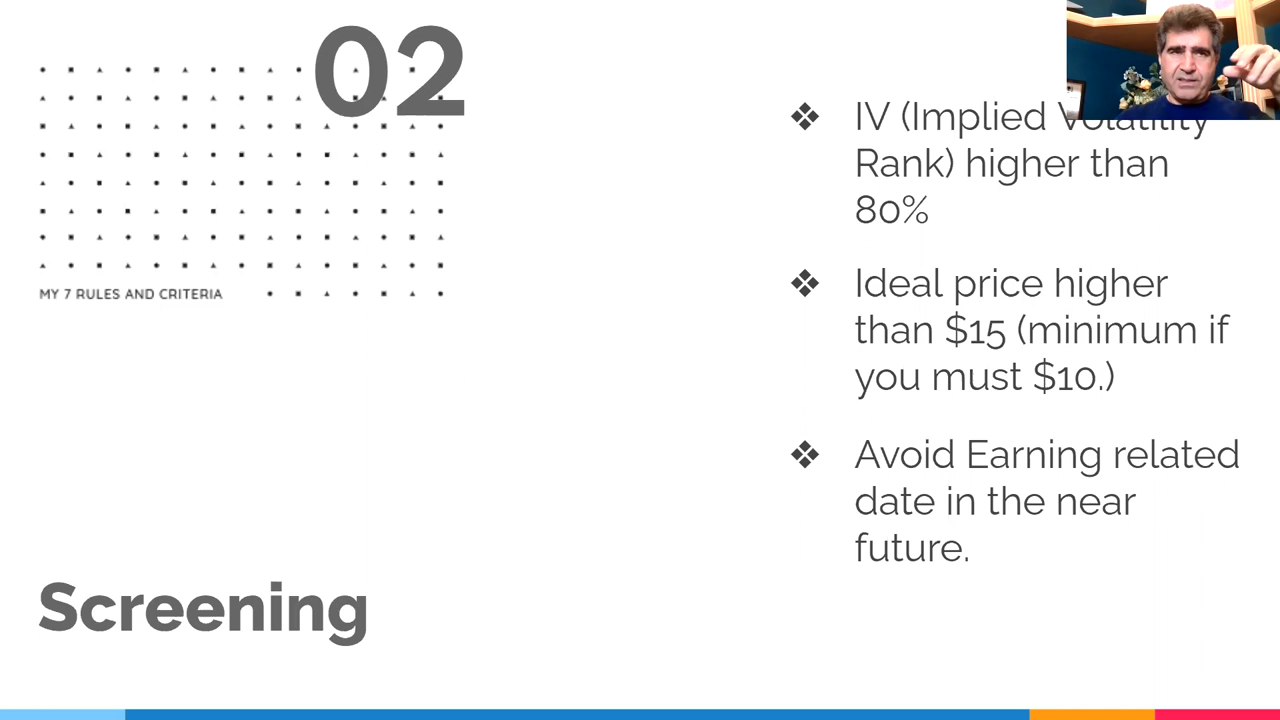 02
MY 7 RULES AND CRITERIA
Screening
❖ IV (Implied Volatility
Rank) higher than
80%
❖ Ideal price higher
than $15 (minimum if
you must $10.)
❖ Avoid Earning related
date in the near
future.